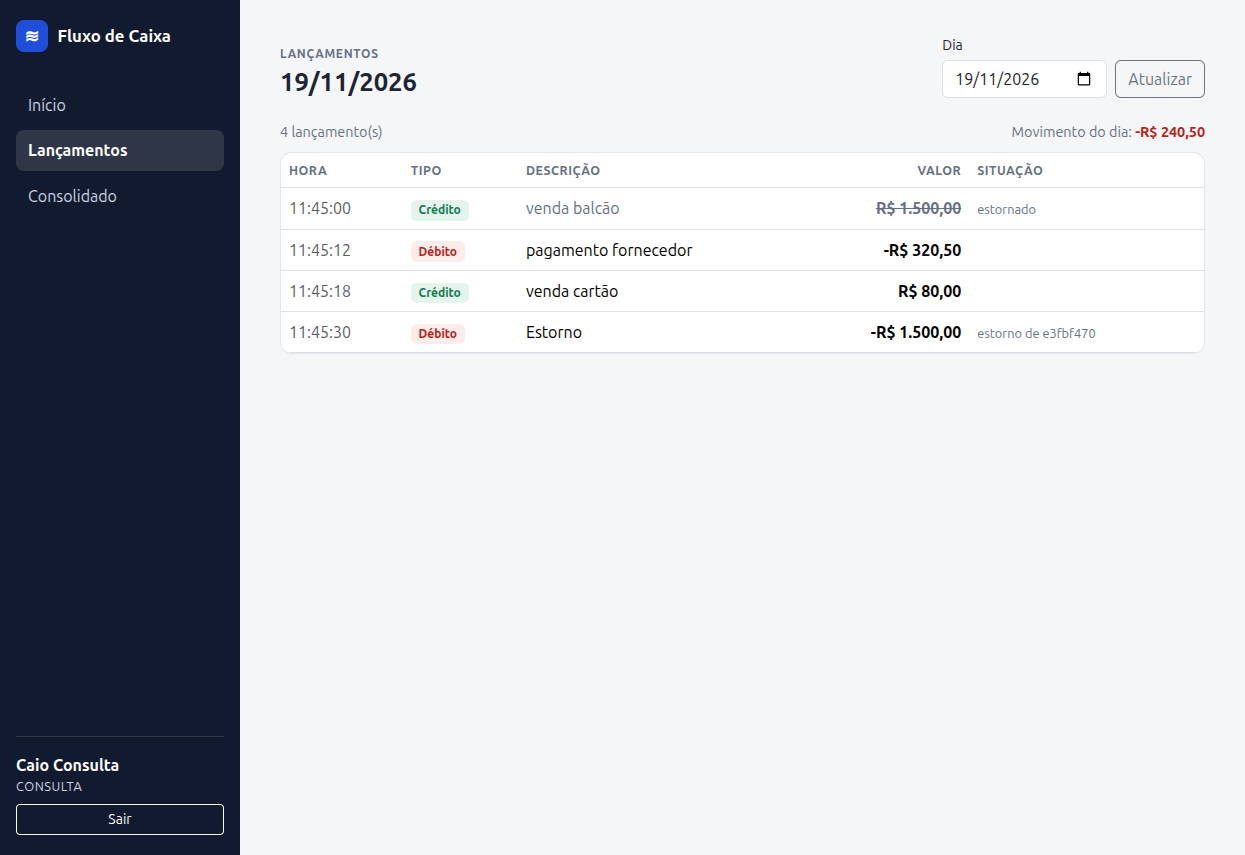 Fluxo de Caixa
Início
Lançamentos
Consolidado
Caio Consulta
CONSULTA
Sair
LANÇAMENTOS
19/11/2026
Dia
19/11/2026
Atualizar
4 lançamento(s)
Movimento do dia: -R$ 240,50
HORA TIPO DESCRIÇÃO VALOR SITUAÇÃO
11:45:00 Crédito venda balcão R$ 1.500,00 estornado
11:45:12 Débito pagamento fornecedor -R$ 320,50
11:45:18 Crédito venda cartão R$ 80,00
11:45:30 Débito Estorno -R$ 1.500,00 estorno de e3fbf470